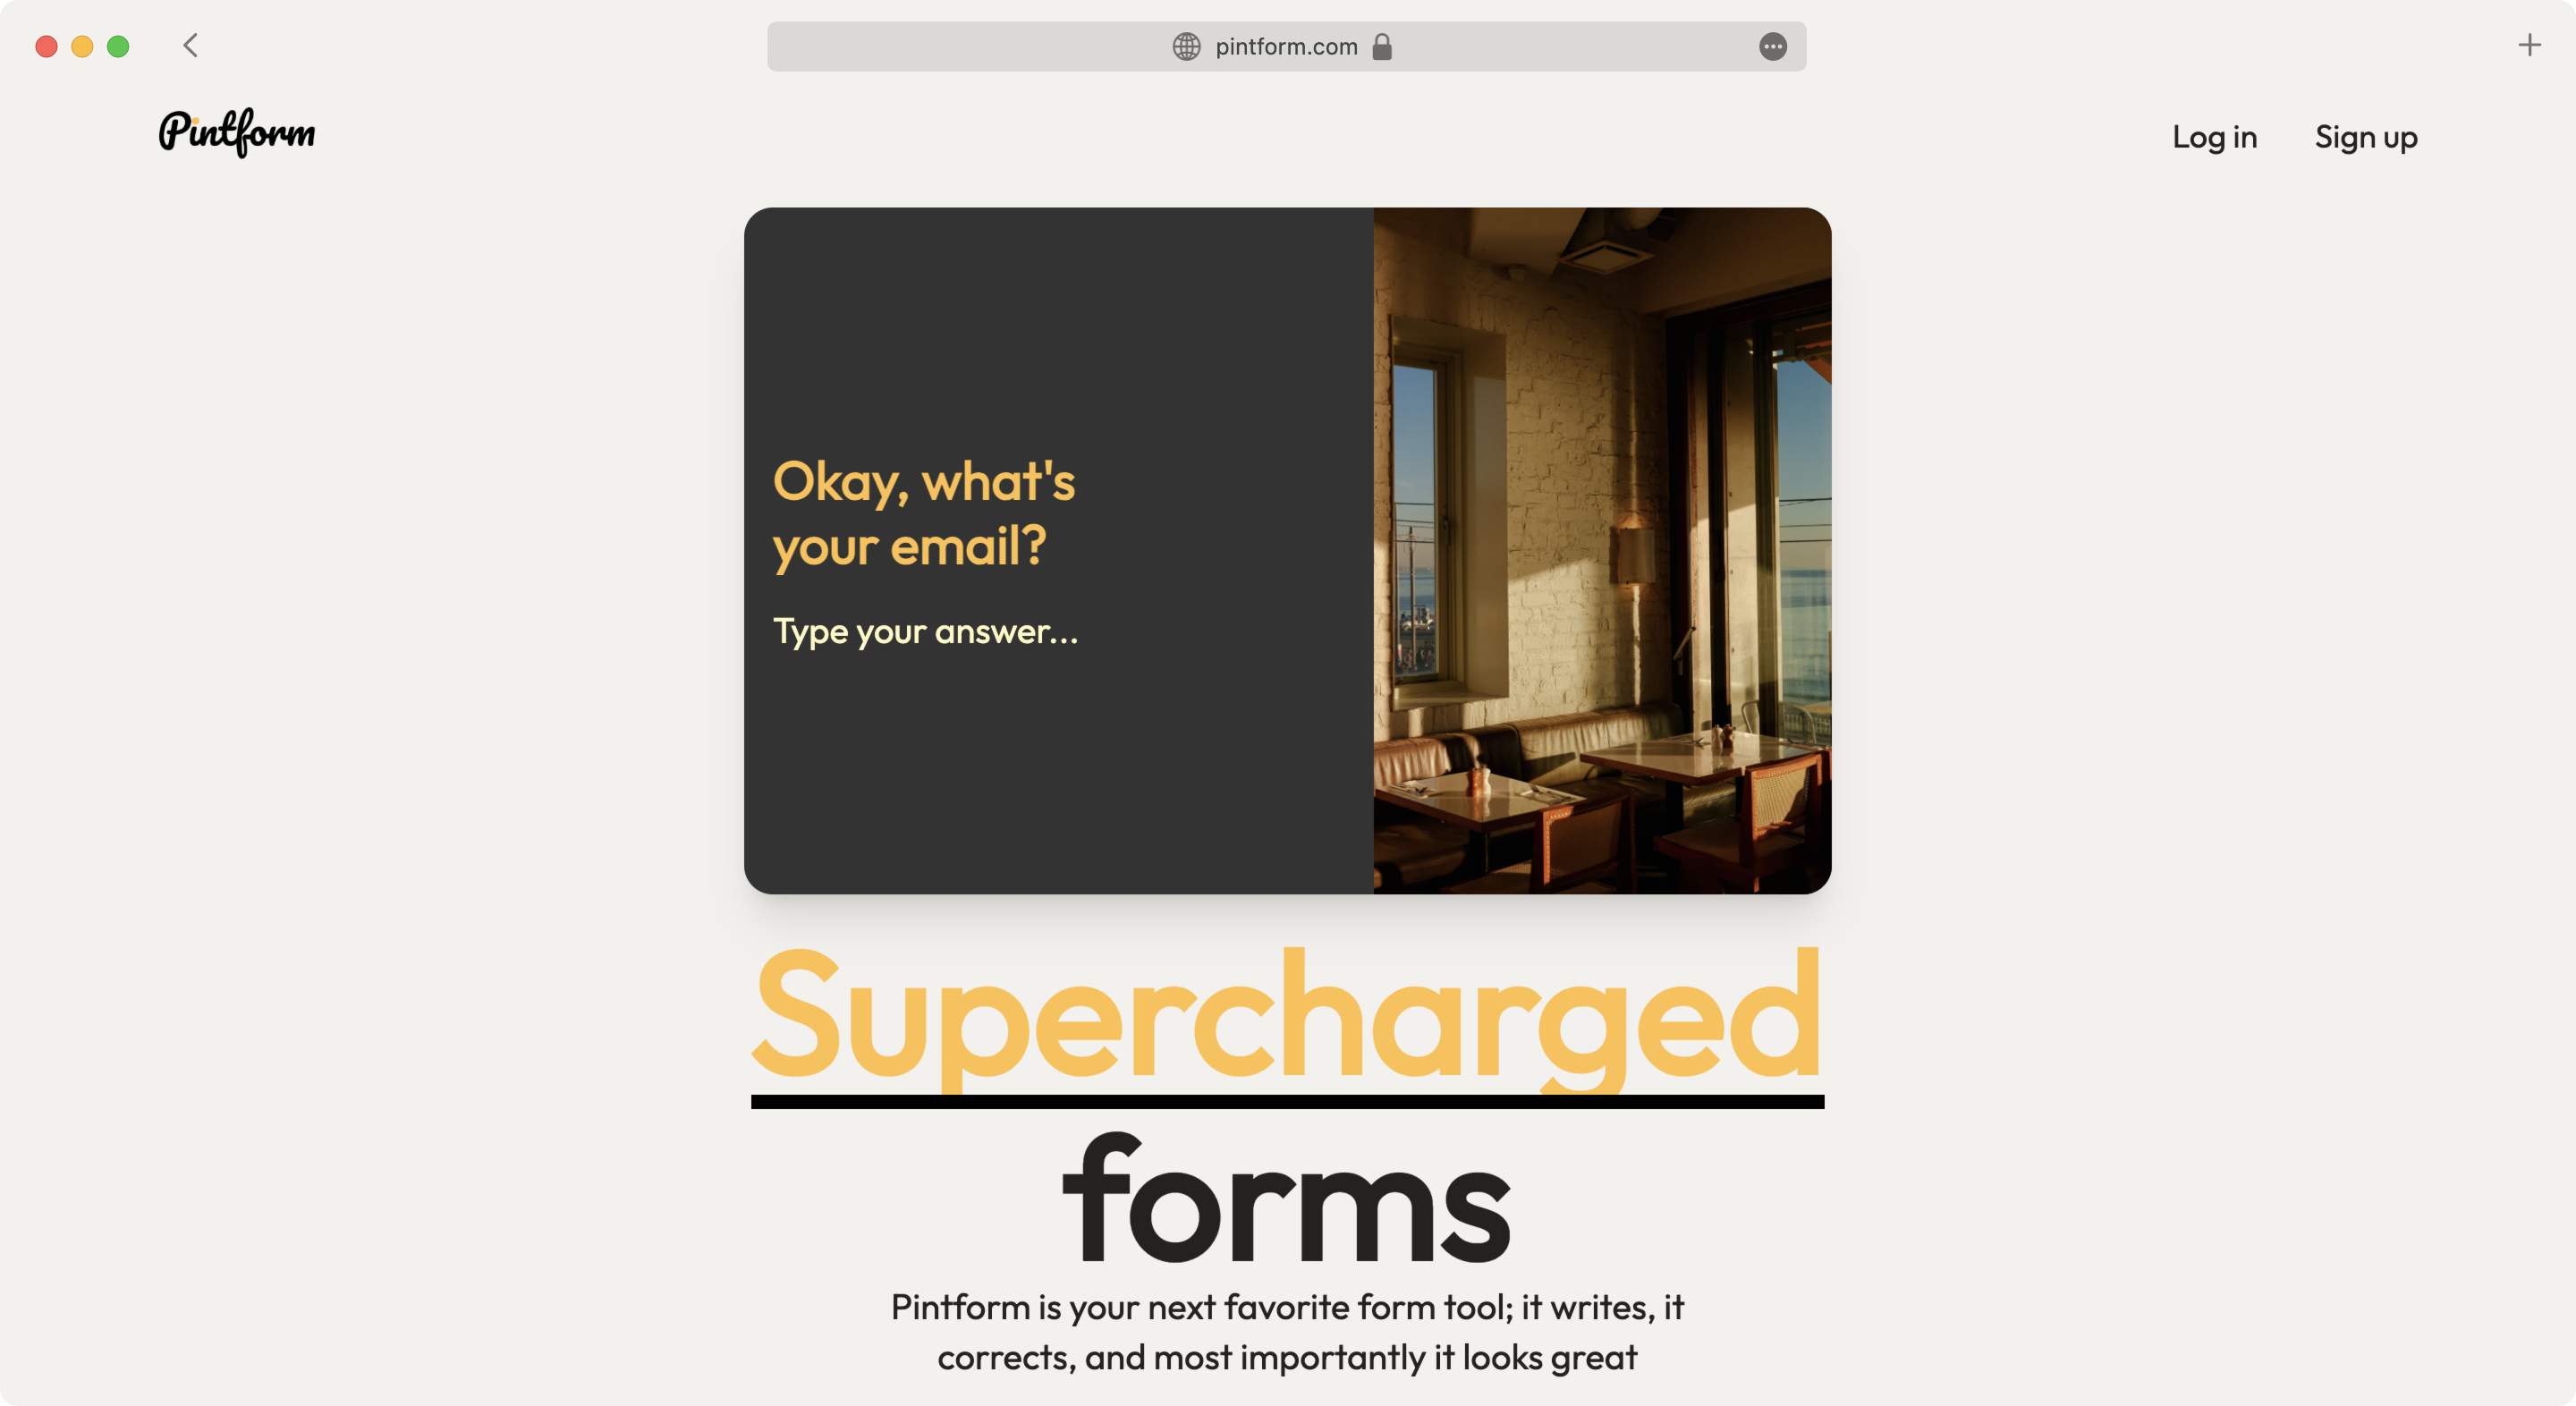 pintform.com
Pintform
Log in
Sign up
Okay, what's
your email?
Type your answer...
Supercharged
forms
Pintform is your next favorite form tool; it writes, it
corrects, and most importantly it looks great